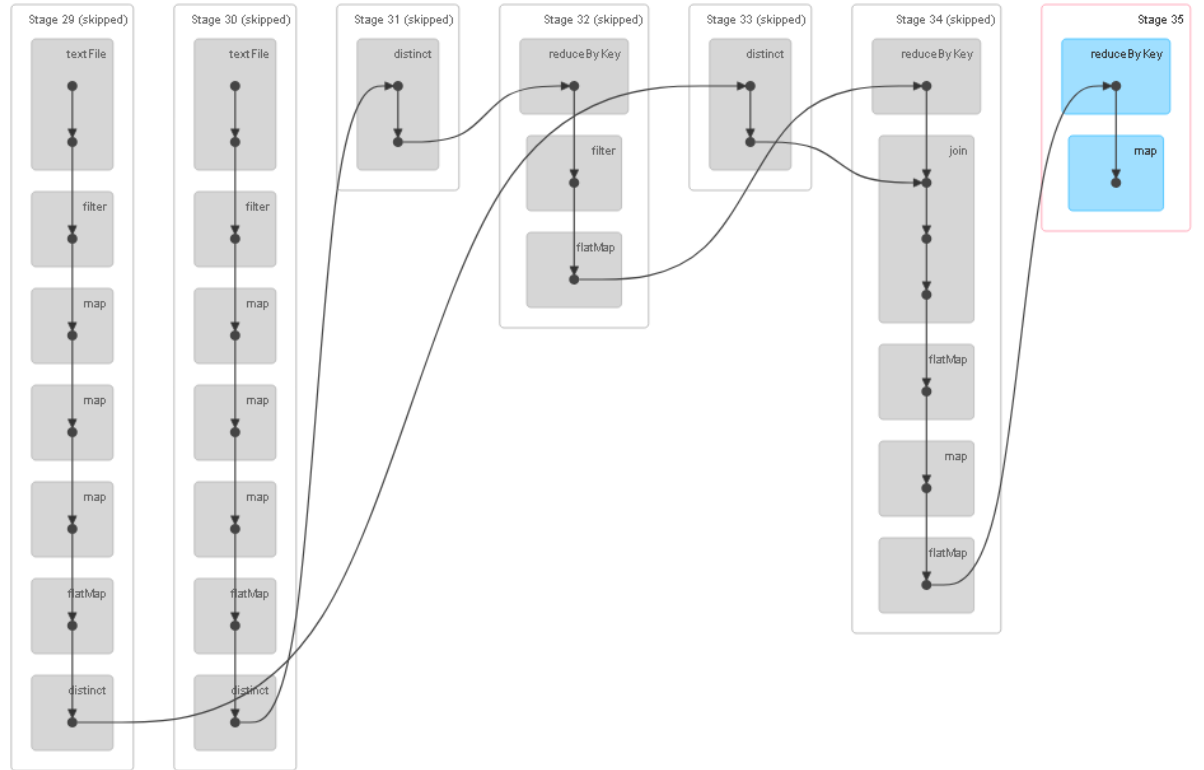 Stage 29 (skipped)
textFile
filter
map
map
map
flatMap
distinct
Stage 30 (skipped)
textFile
filter
map
map
map
flatMap
distinct
Stage 31 (skipped)
distinct
Stage 32 (skipped)
reduceByKey
filter
flatMap
Stage 33 (skipped)
distinct
Stage 34 (skipped)
reduceByKey
join
flatMap
map
flatMap
Stage 35
reduceByKey
map